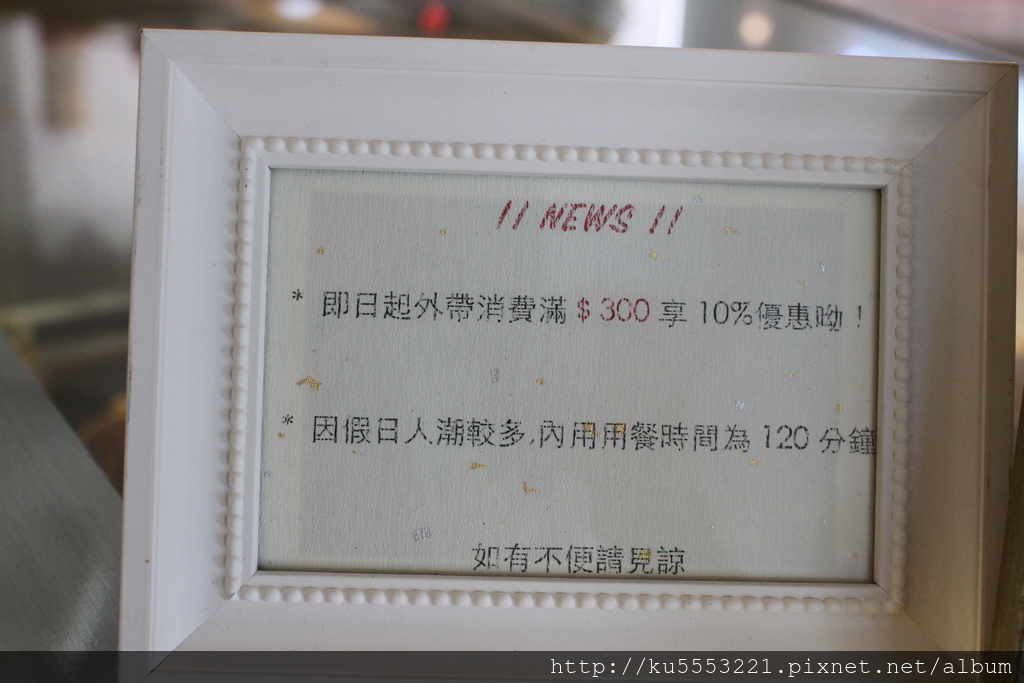 // NEWS //
* 即日起外帶消費滿 $ 300 享 10%優惠呦！
* 因假日人潮較多,內用用餐時間為 120 分鐘
如有不便請見諒
http://ku5553221.pixnet.net/album